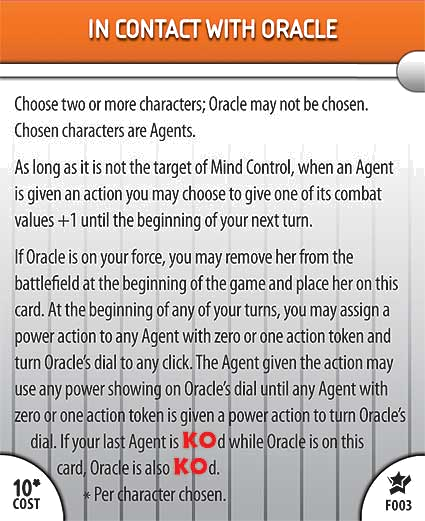 IN CONTACT WITH ORACLE
Choose two or more characters; Oracle may not be chosen.
Chosen characters are Agents.
As long as it is not the target of Mind Control, when an Agent
is given an action you may choose to give one of its combat
values +1 until the beginning of your next turn.
If Oracle is on your force, you may remove her from the
battlefield at the beginning of the game and place her on this
card. At the beginning of any of your turns, you may assign a
power action to any Agent with zero or one action token and
turn Oracle's dial to any click. The Agent given the action may
use any power showing on Oracle's dial until any Agent with
zero or one action token is given a power action to turn Oracle's
dial. If your last Agent is KOd while Oracle is on this
card, Oracle is also KOd.
* Per character chosen.
10*
COST
F003